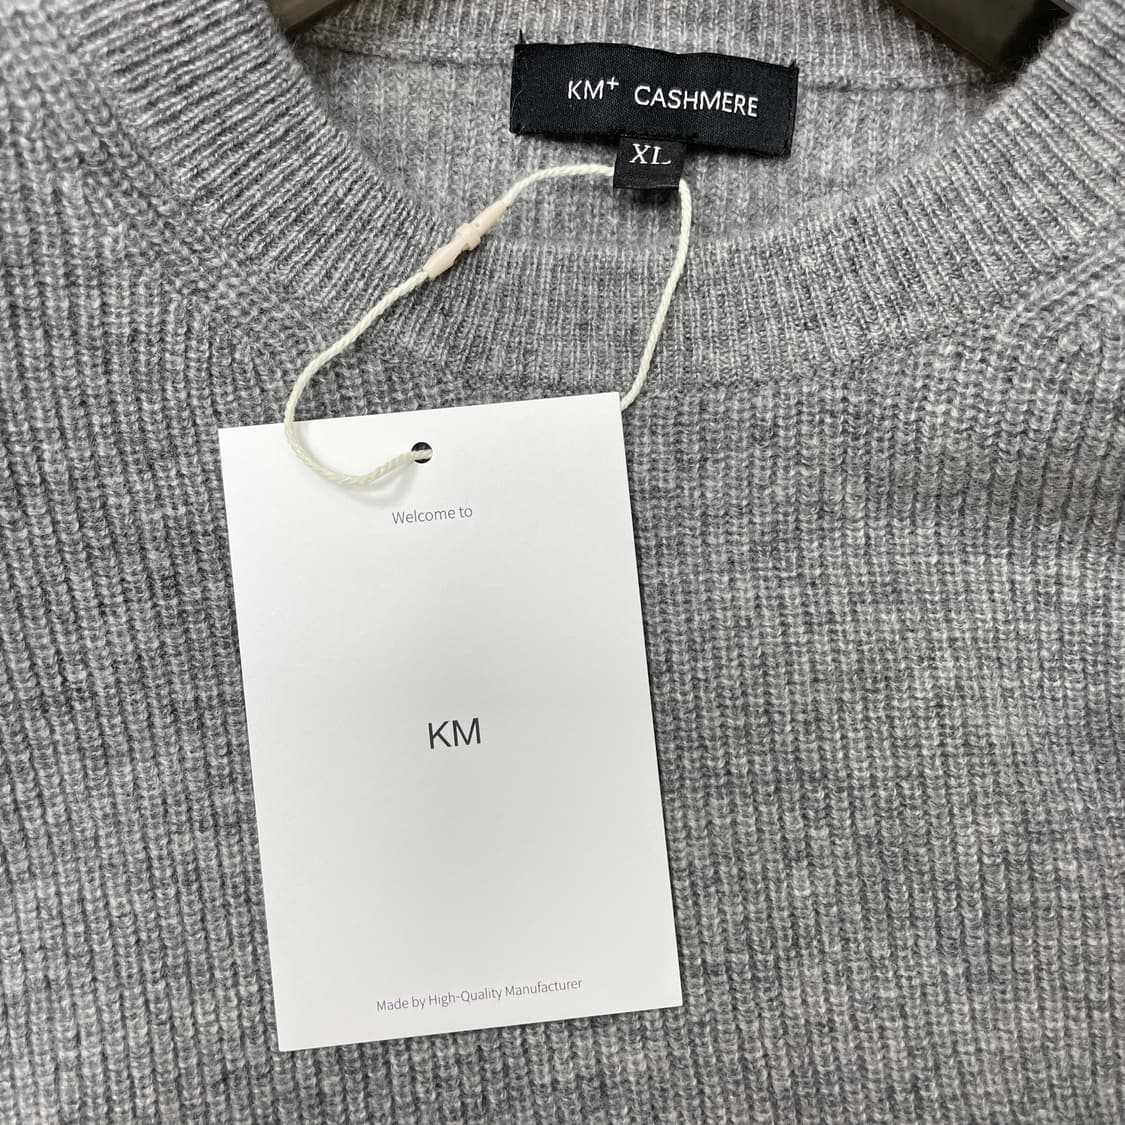 KM+ CASHMERE
XL
Welcome to
KM
Made by High-Quality Manufacturer